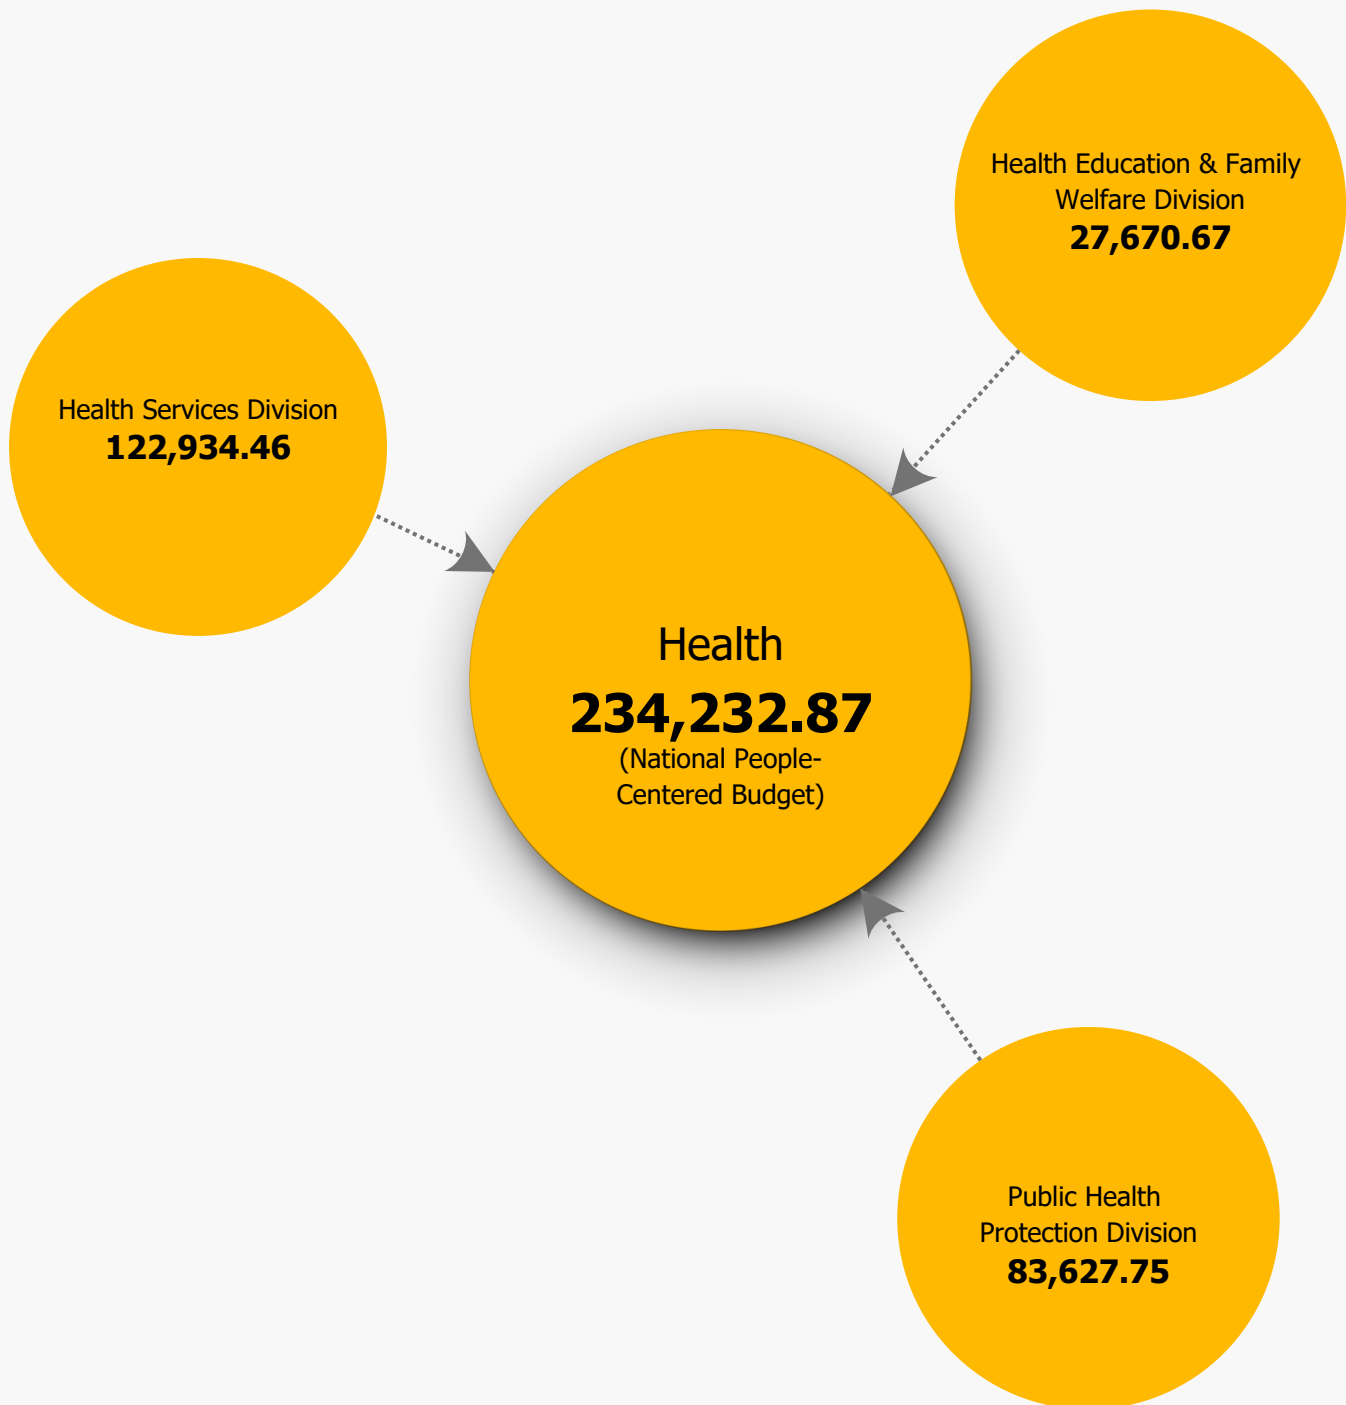 Health Education & Family
Welfare Division
27,670.67
Health Services Division
122,934.46
Health
234,232.87
(National People-
Centered Budget)
Public Health
Protection Division
83,627.75